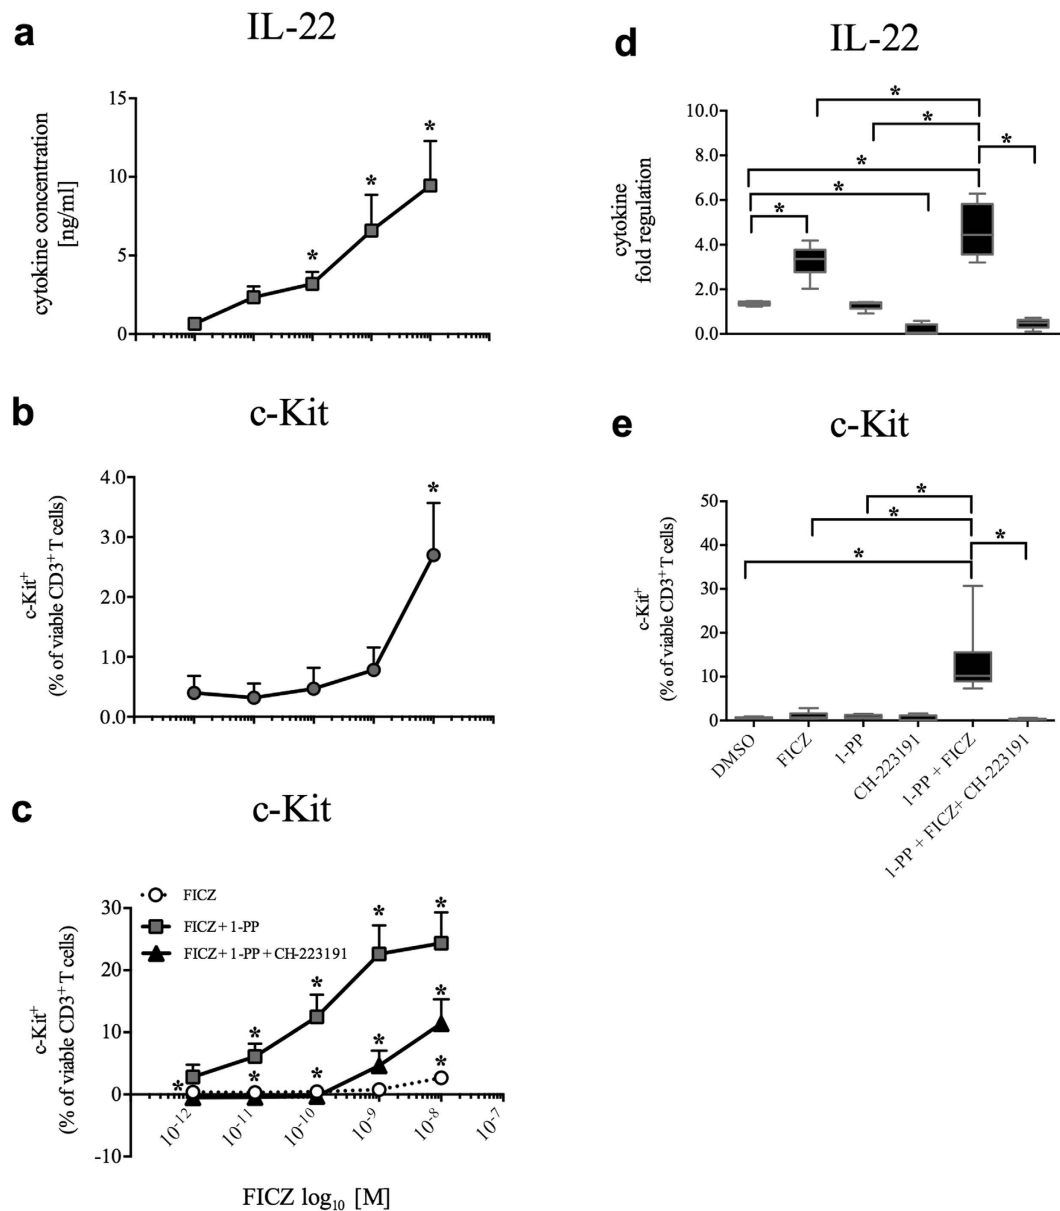 a
IL-22
15
10
5
0
cytokine concentration
[ng/ml]
*
*
*
b
c-Kit
4.0
3.0
2.0
1.0
0.0
c-Kit⁺
(% of viable CD3⁺ T cells)
*
c
c-Kit
FICZ
FICZ + 1-PP
FICZ + 1-PP + CH-223191
30
20
10
0
-10
c-Kit⁺
(% of viable CD3⁺ T cells)
*
*
*
*
*
*
*
*
*
*
10⁻¹²
10⁻¹¹
10⁻¹⁰
10⁻⁹
10⁻⁸
10⁻⁷
FICZ log₁₀ [M]
d
IL-22
10.0
8.0
6.0
4.0
2.0
0.0
cytokine
fold regulation
*
*
*
*
*
*
e
c-Kit
50
40
30
20
10
0
c-Kit⁺
(% of viable CD3⁺ T cells)
*
*
*
*
DMSO
FICZ
1-PP
CH-223191
1-PP + FICZ
1-PP + FICZ+ CH-223191